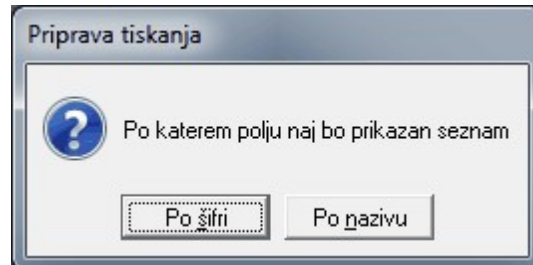 Priprava tiskanja
Po katerem polju naj bo prikazan seznam
Po šifri
Po nazivu